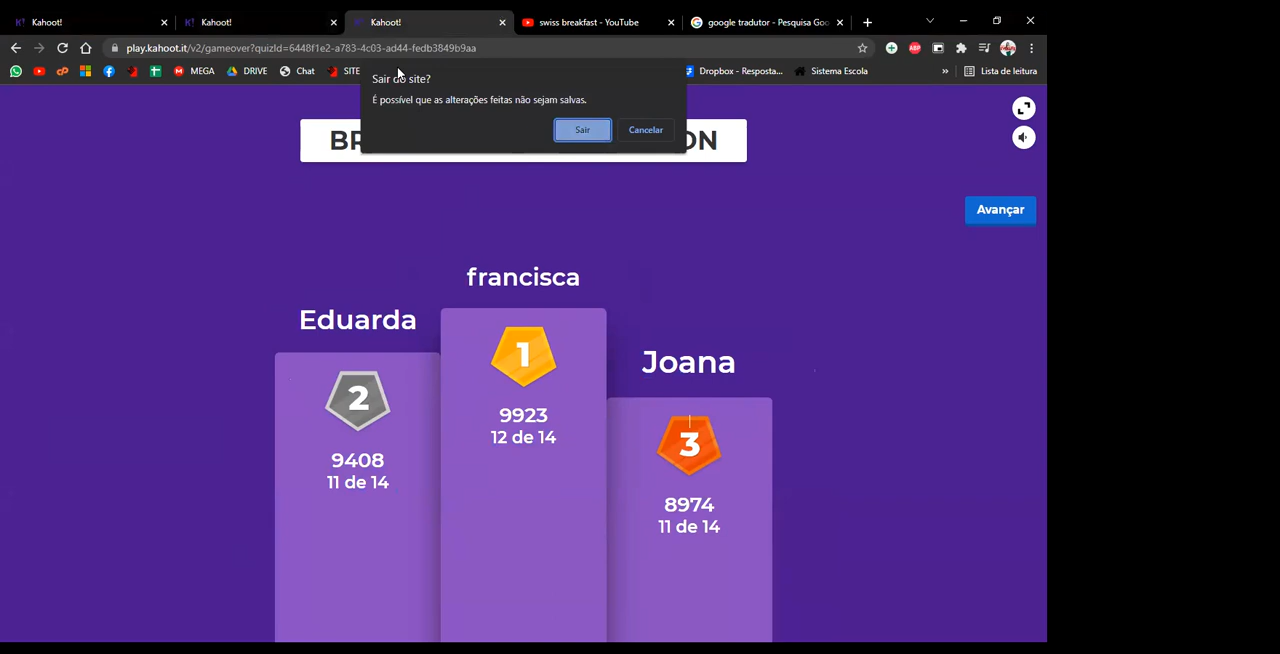 K! Kahoot!
K! Kahoot!
K! Kahoot!
swiss breakfast - YouTube
google tradutor - Pesquisa Goo
play.kahoot.it/v2/gameover?quizId=6448f1e2-a783-4c03-ad44-fedb3849b9aa
MEGA
DRIVE
Chat
SITE
Dropbox - Resposta...
Sistema Escola
»
Lista de leitura
ABP
Sair do site?
É possível que as alterações feitas não sejam salvas.
Sair
Cancelar
Avançar
francisca
Eduarda
Joana
1
9923
12 de 14
2
9408
11 de 14
3
8974
11 de 14